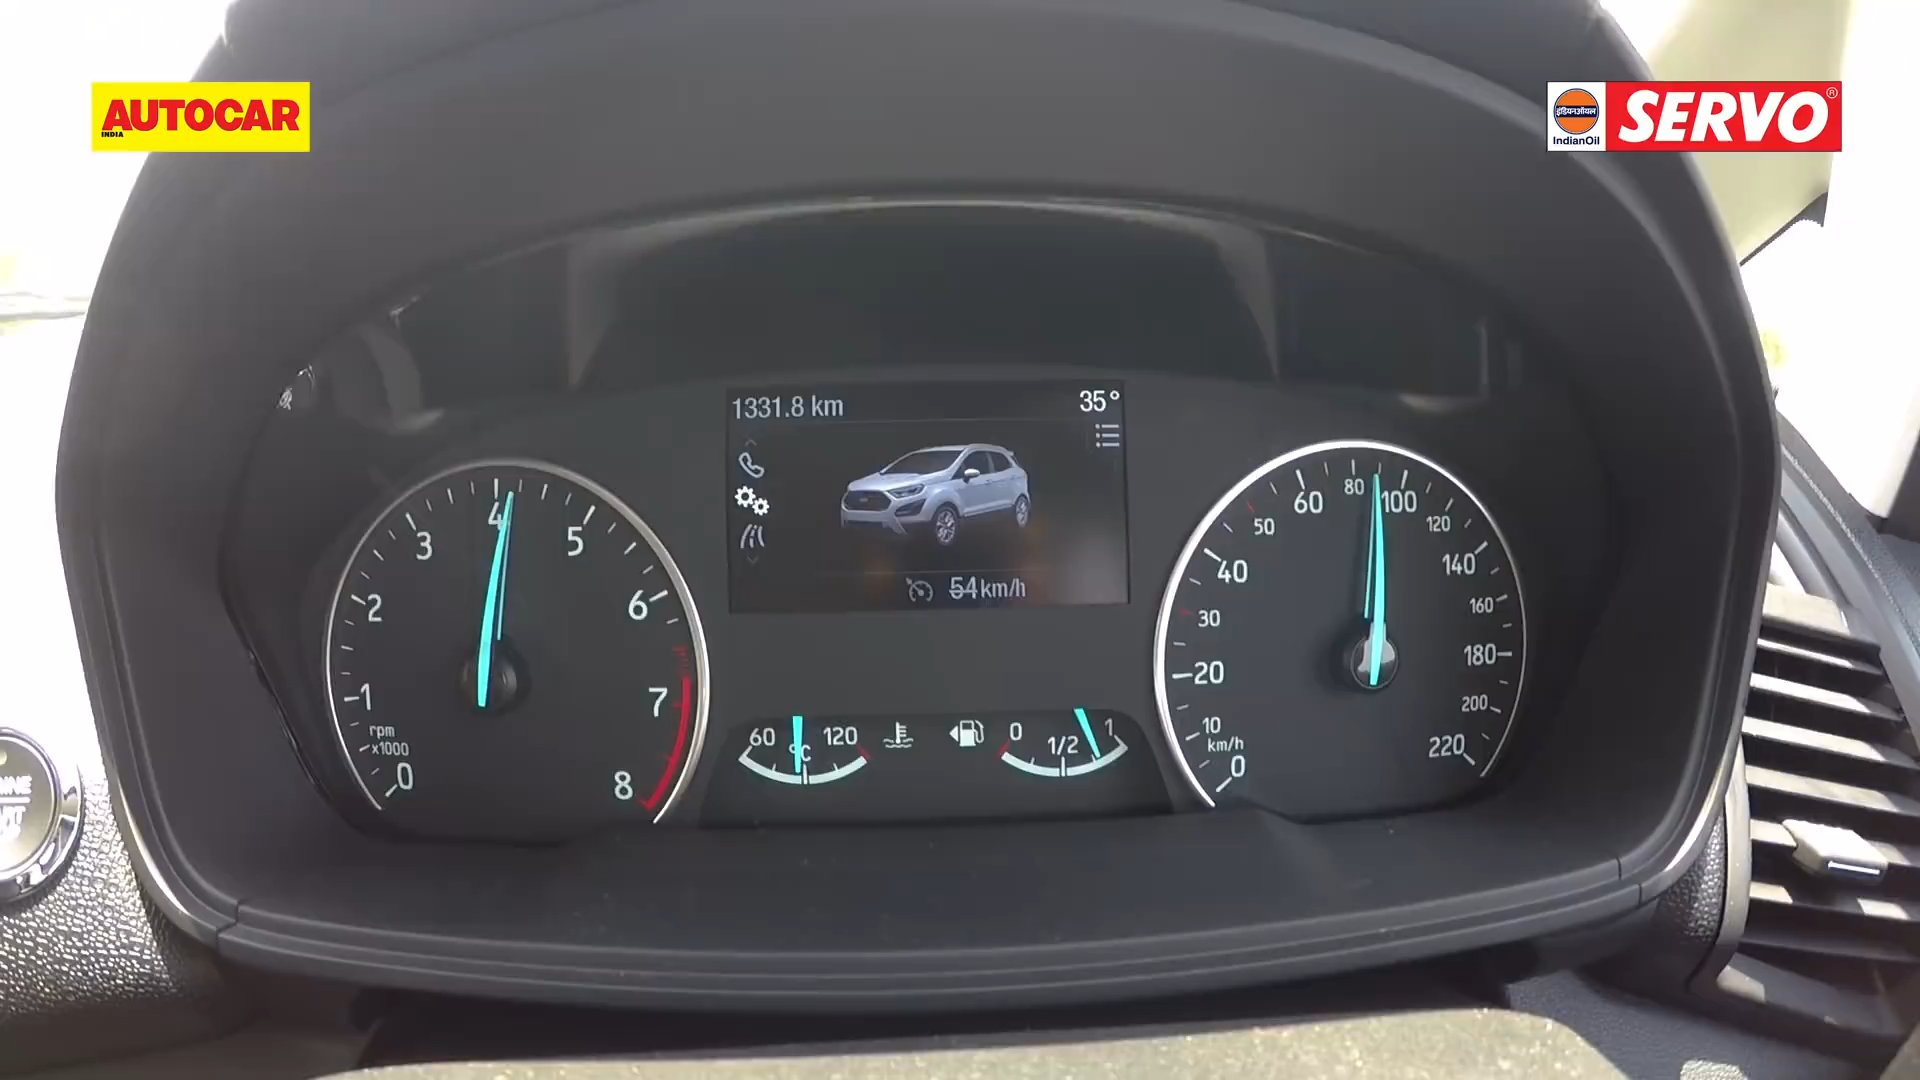 AUTOCAR
INDIA
इंडियनऑयल
IndianOil
SERVO®
1331.8 km
35°
54 km/h
0
1
2
3
4
5
6
7
8
rpm
x1000
60
°C
120
0
1/2
1
0
10
20
30
40
50
60
80
100
120
140
160
180
200
220
km/h